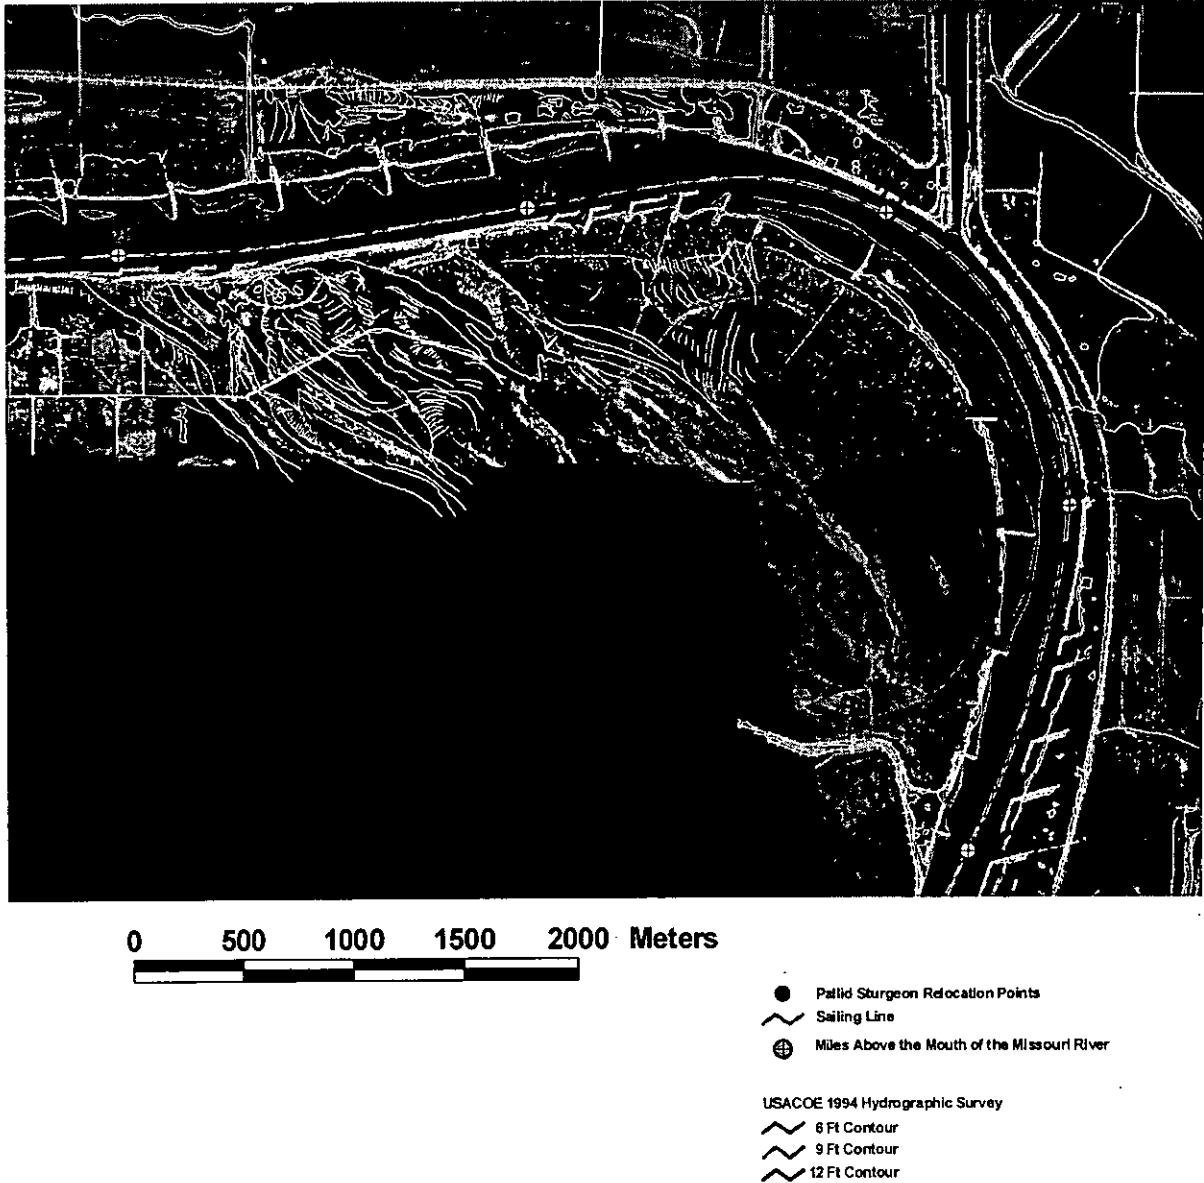 0 500 1000 1500 2000 Meters
Pallid Sturgeon Relocation Points
Sailing Line
Miles Above the Mouth of the Missouri River
USACOE 1994 Hydrographic Survey
6 Ft Contour
9 Ft Contour
12 Ft Contour